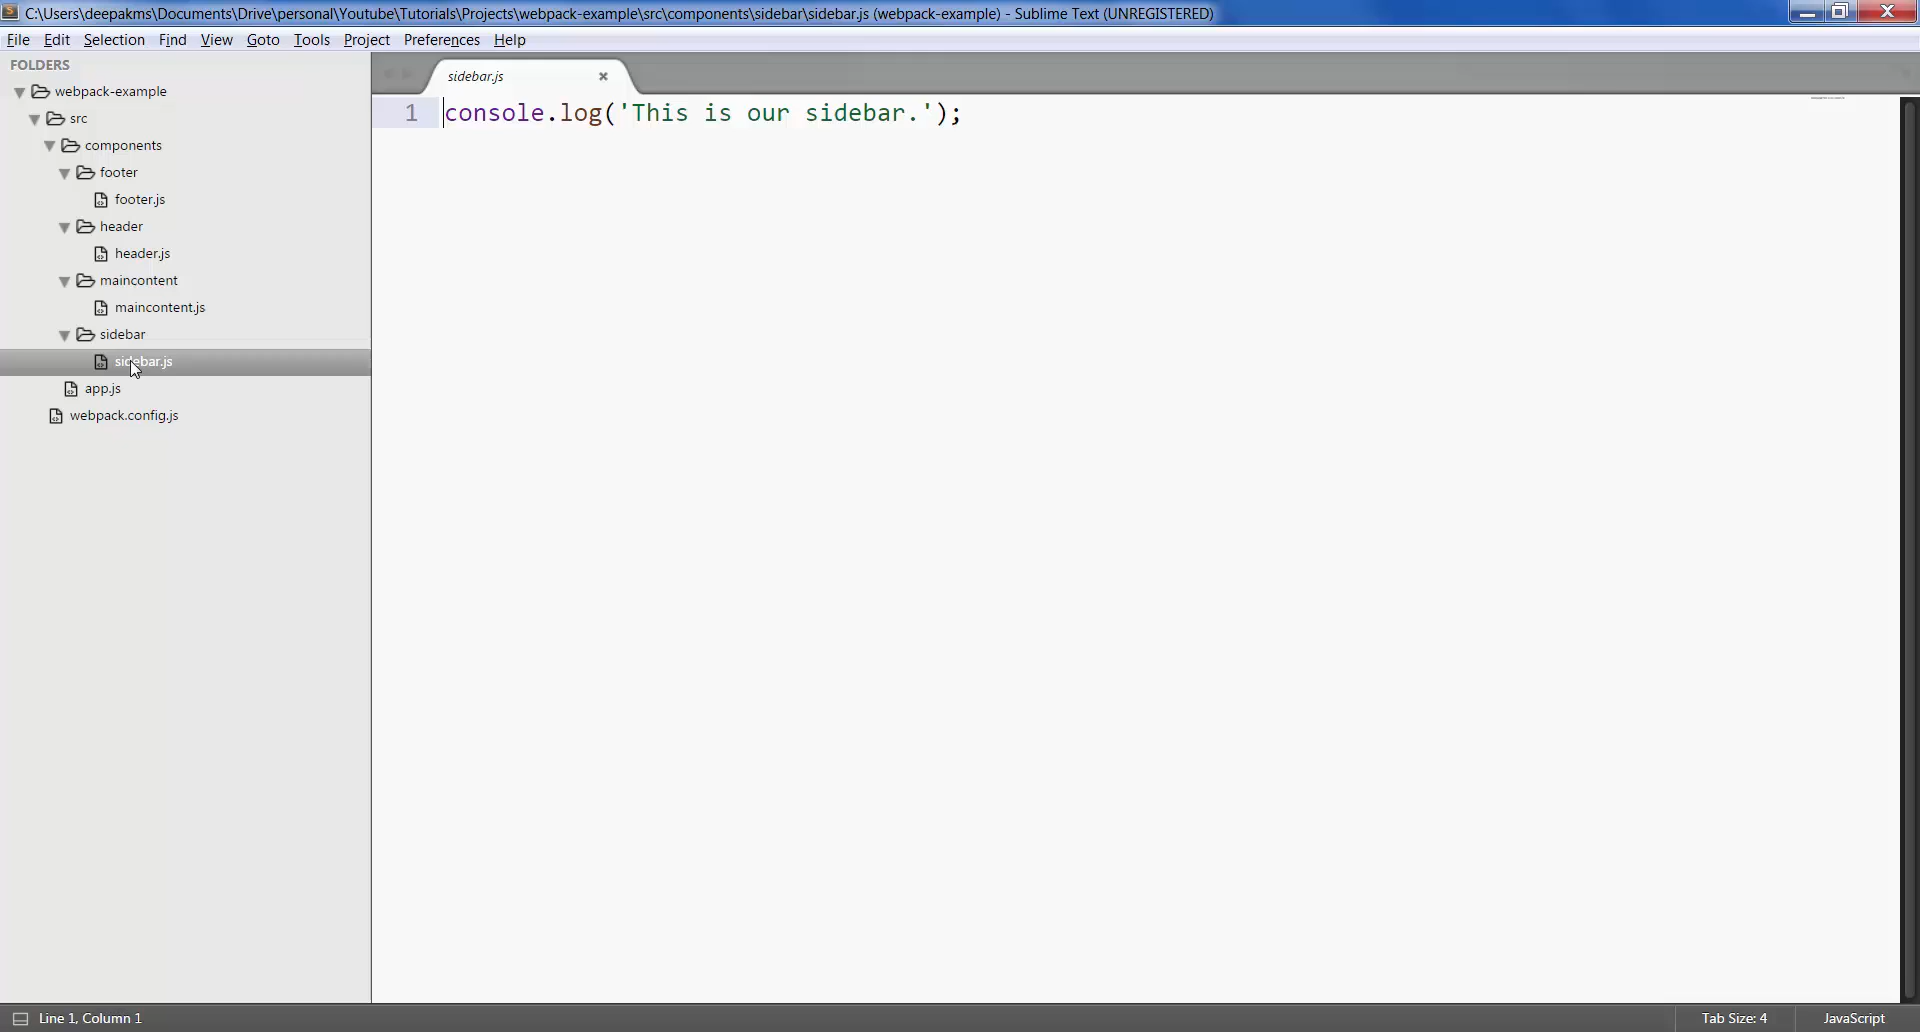 C:\Users\deepakms\Documents\Drive\personal\Youtube\Tutorials\Projects\webpack-example\src\components\sidebar\sidebar.js (webpack-example) - Sublime Text (UNREGISTERED)
File Edit Selection Find View Goto Tools Project Preferences Help
FOLDERS
webpack-example
src
components
footer
footer.js
header
header.js
maincontent
maincontent.js
sidebar
sidebar.js
app.js
webpack.config.js
sidebar.js
1 console.log('This is our sidebar.');
Line 1, Column 1
Tab Size: 4
JavaScript